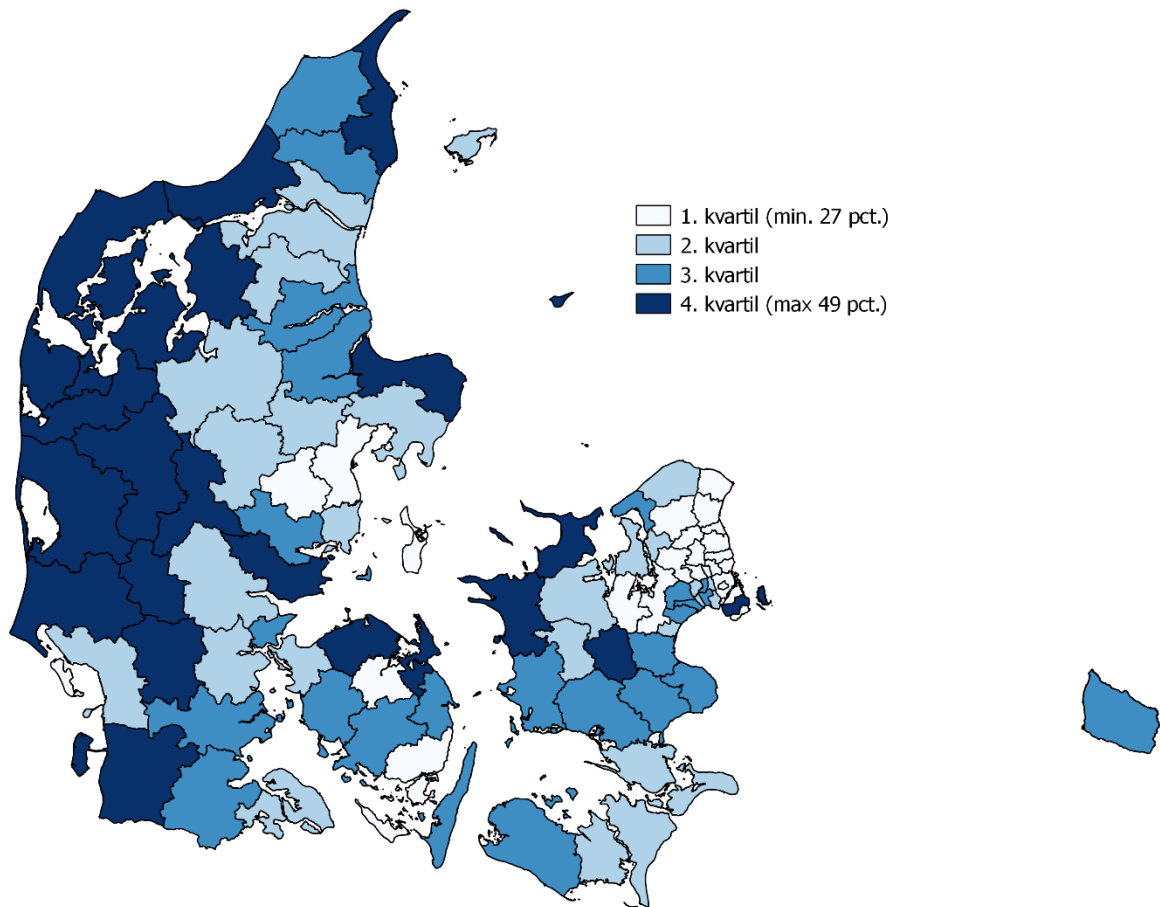 1. kvartil (min. 27 pct.)
2. kvartil
3. kvartil
4. kvartil (max 49 pct.)